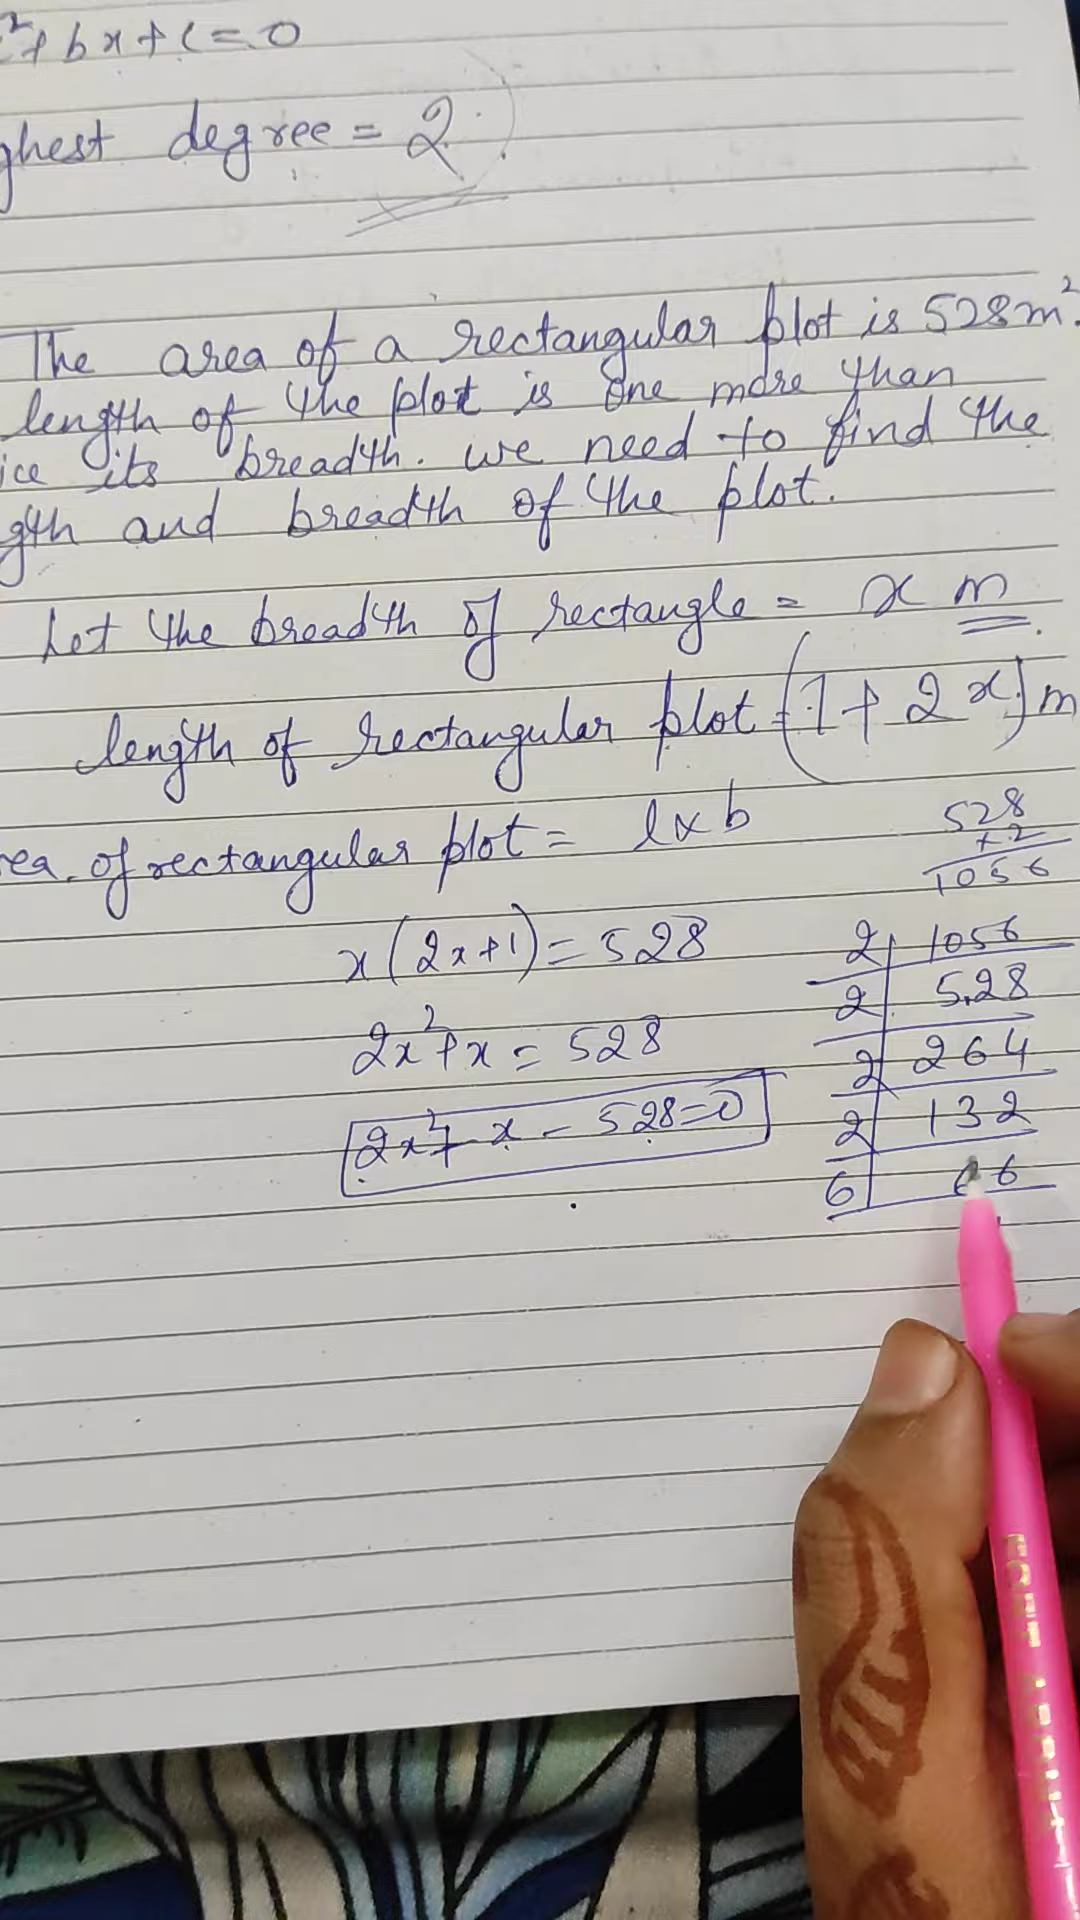 ²+bx+c=0
ghest degree = 2
The area of a rectangular plot is 528m².
length of the plot is one more than
ice its breadth. we need to find the
gth and breadth of the plot.
Let the breadth of rectangle = x m
length of rectangular plot = (1+2x) m
rea of rectangular plot = l×b
528
×2
1056
x(2x+1)=528
2x²+x=528
2x²+x-528=0
2 1056
2 528
2 264
2 132
6 66